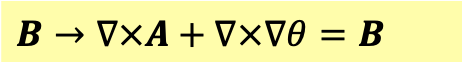 B → ∇×A + ∇×∇θ = B